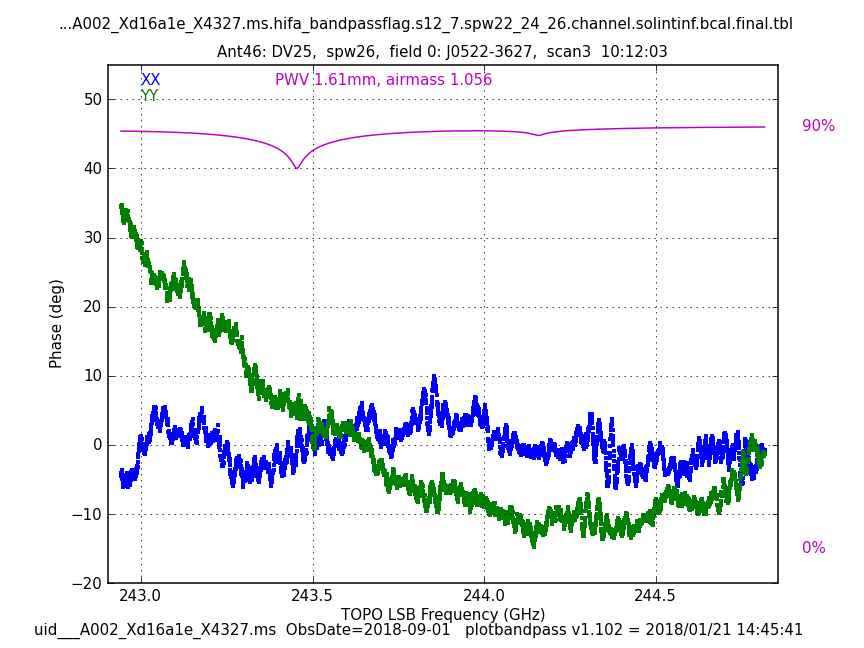 ...A002_Xd16a1e_X4327.ms.hifa_bandpassflag.s12_7.spw22_24_26.channel.solintinf.bcal.final.tbl
Ant46: DV25,  spw26,  field 0: J0522-3627,  scan3  10:12:03
XX PWV 1.61mm, airmass 1.056
YY
50
40
30
20
10
0
−10
−20
Phase (deg)
90%
0%
243.0 243.5 244.0 244.5
TOPO LSB Frequency (GHz)
uid___A002_Xd16a1e_X4327.ms  ObsDate=2018-09-01   plotbandpass v1.102 = 2018/01/21 14:45:41